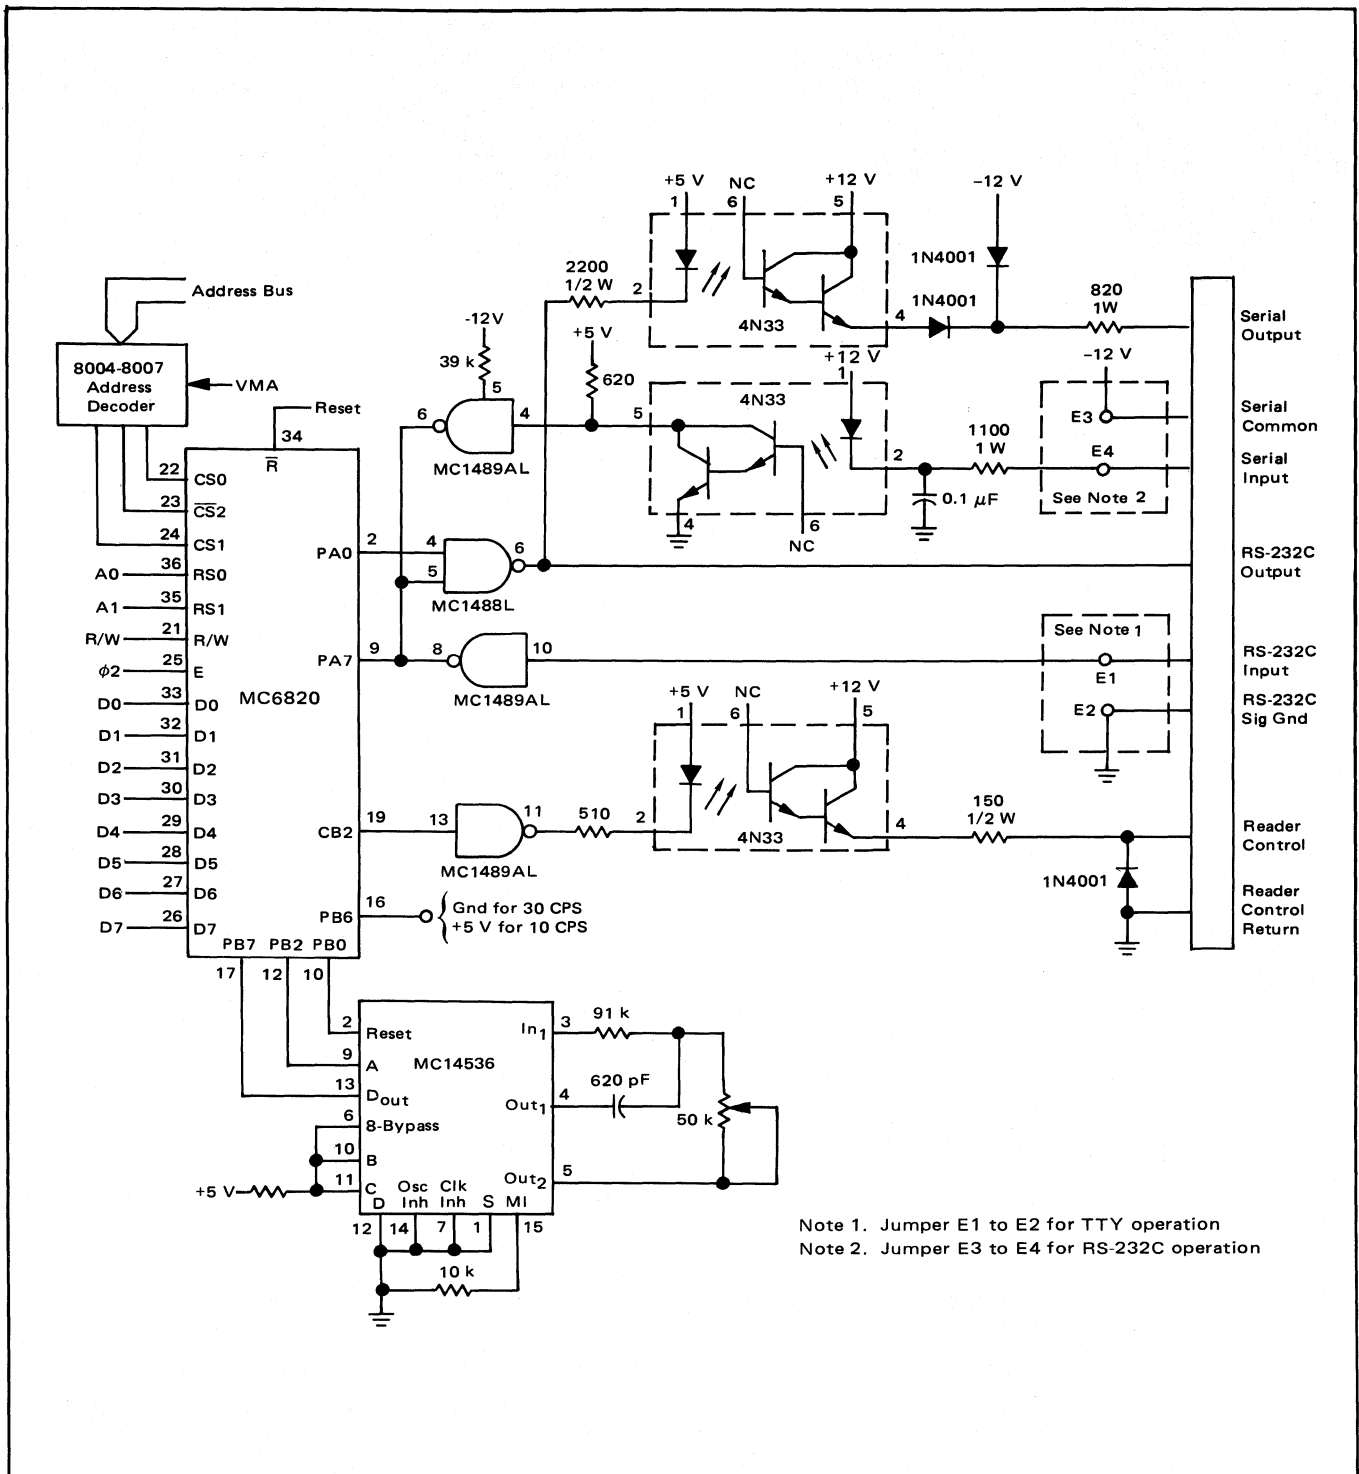 +5 V
NC
+12 V
−12 V
1
6
5
2200
1/2 W
2
1N4001
1N4001
4N33
4
820
1W
Serial
Output
Address Bus
8004-8007
Address
Decoder
VMA
Reset
34
R̅
-12V
39 k
5
6
4
MC1489AL
+5 V
620
5
4N33
+12 V
1
2
4
6
NC
1100
1 W
0.1 μF
−12 V
E3
E4
See Note 2
Serial
Common
Serial
Input
22
CS0
23
C̅S̅2̅
24
CS1
A0
36
RS0
A1
35
RS1
R/W
21
R/W
ϕ2
25
E
D0
33
D0
D1
32
D1
D2
31
D2
D3
30
D3
D4
29
D4
D5
28
D5
D6
27
D6
D7
26
D7
MC6820
PA0
2
4
5
6
MC1488L
RS-232C
Output
PA7
9
8
10
MC1489AL
See Note 1
E1
E2
RS-232C
Input
RS-232C
Sig Gnd
+5 V
NC
+12 V
1
6
5
CB2
19
13
11
MC1489AL
510
2
4N33
4
150
1/2 W
1N4001
Reader
Control
Reader
Control
Return
PB6
16
Gnd for 30 CPS
+5 V for 10 CPS
PB7
PB2
PB0
17
12
10
2
Reset
9
A
13
Dout
6
8-Bypass
10
B
+5 V
11
C
MC14536
In1
3
91 k
620 pF
Out1
4
50 k
Out2
5
D
Osc
Inh
Clk
Inh
S
MI
12
14
7
1
15
10 k
Note 1. Jumper E1 to E2 for TTY operation
Note 2. Jumper E3 to E4 for RS-232C operation